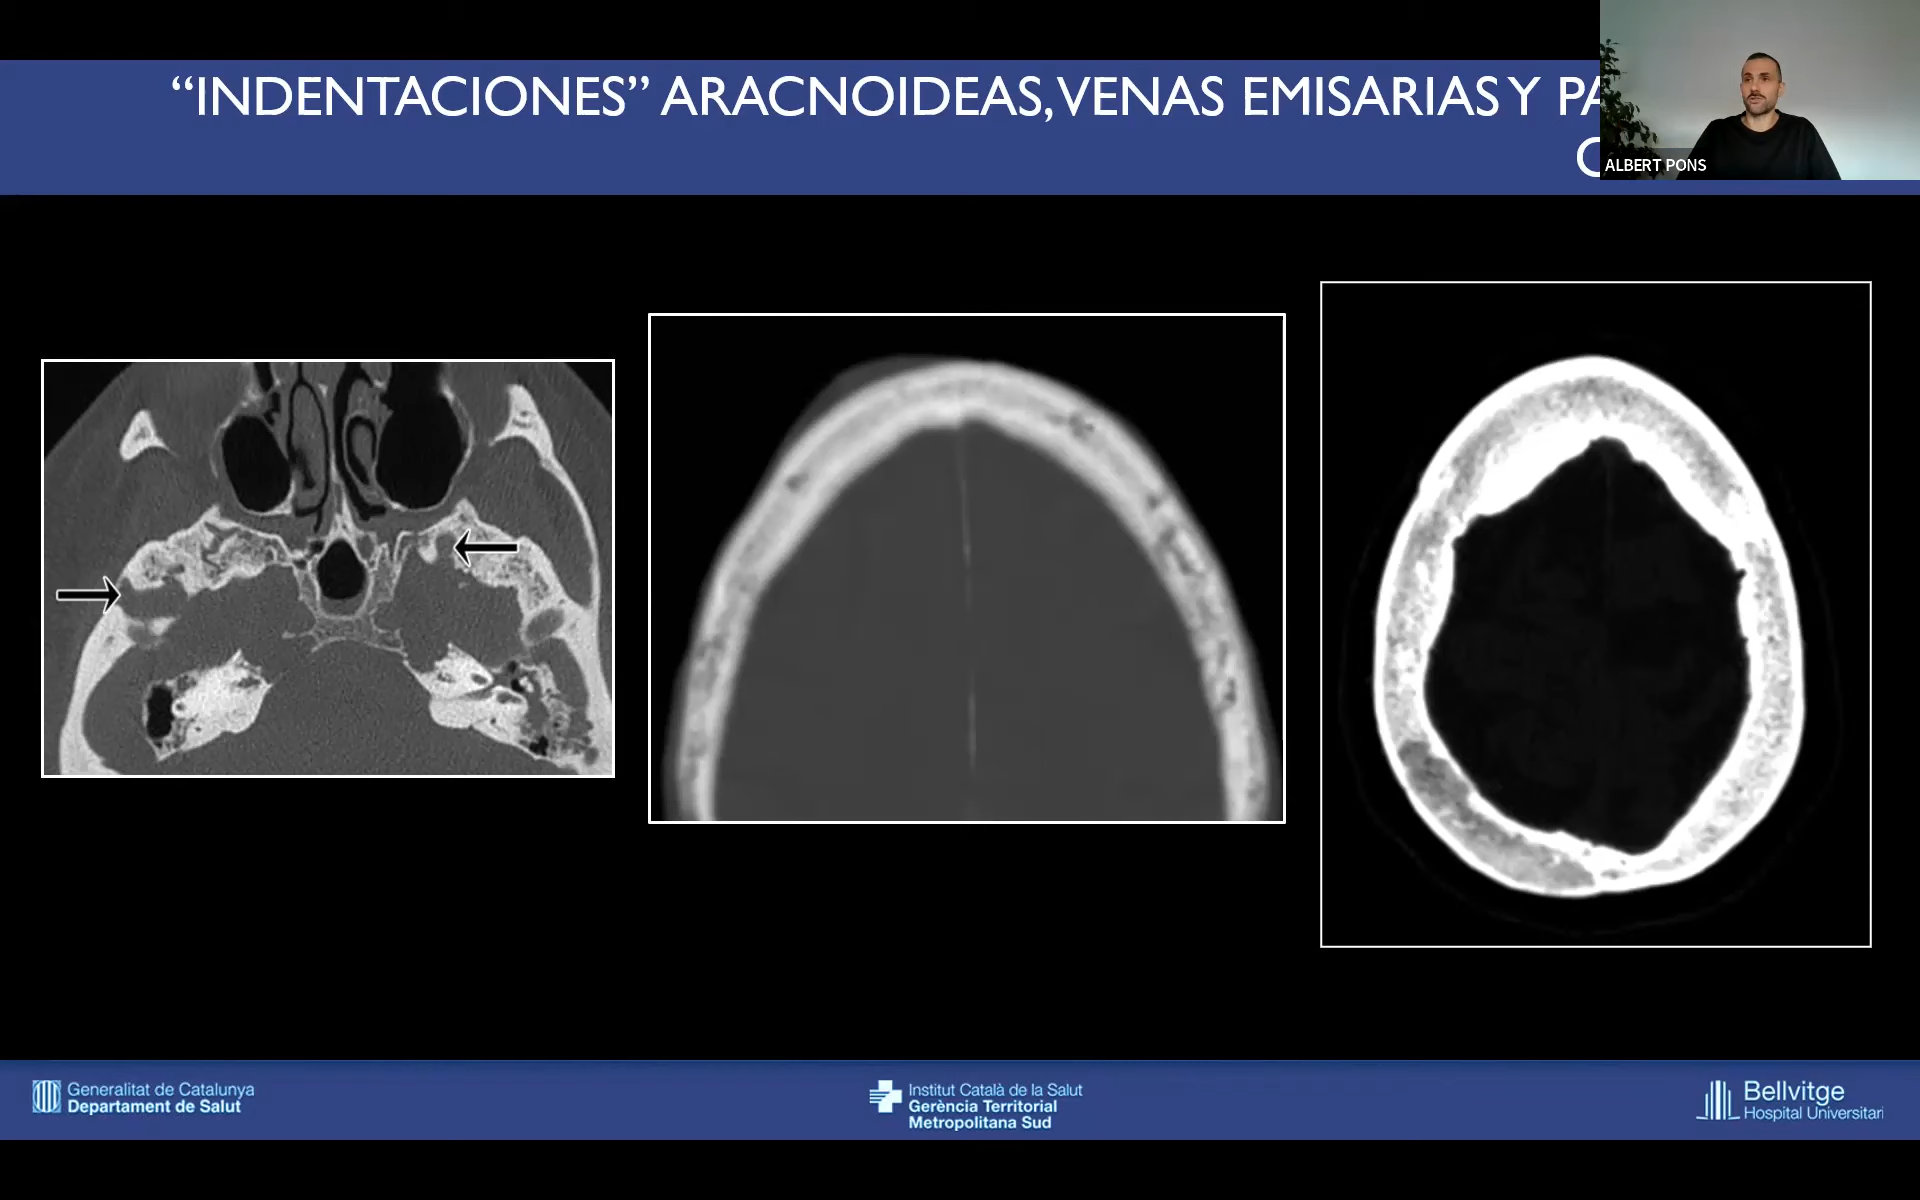 “INDENTACIONES” ARACNOIDEAS, VENAS EMISARIAS Y
ALBERT PONS
Generalitat de Catalunya
Departament de Salut
Institut Català de la Salut
Gerència Territorial
Metropolitana Sud
Bellvitge
Hospital Universitari